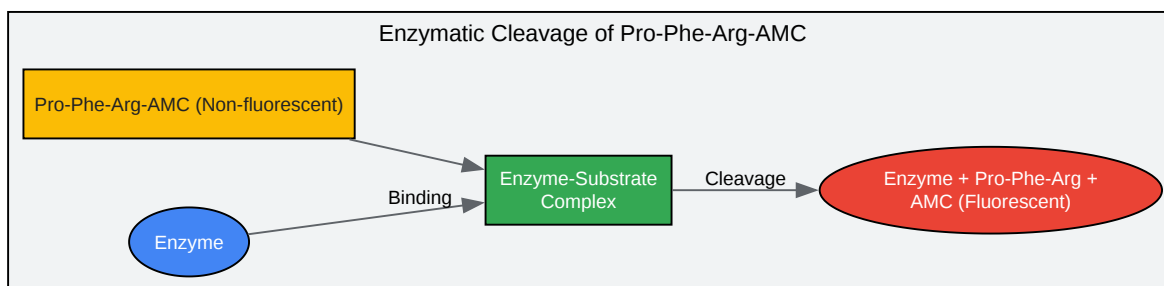 Enzymatic Cleavage of Pro-Phe-Arg-AMC
Pro-Phe-Arg-AMC (Non-fluorescent)
Enzyme
Binding
Enzyme-Substrate
Complex
Cleavage
Enzyme + Pro-Phe-Arg +
AMC (Fluorescent)